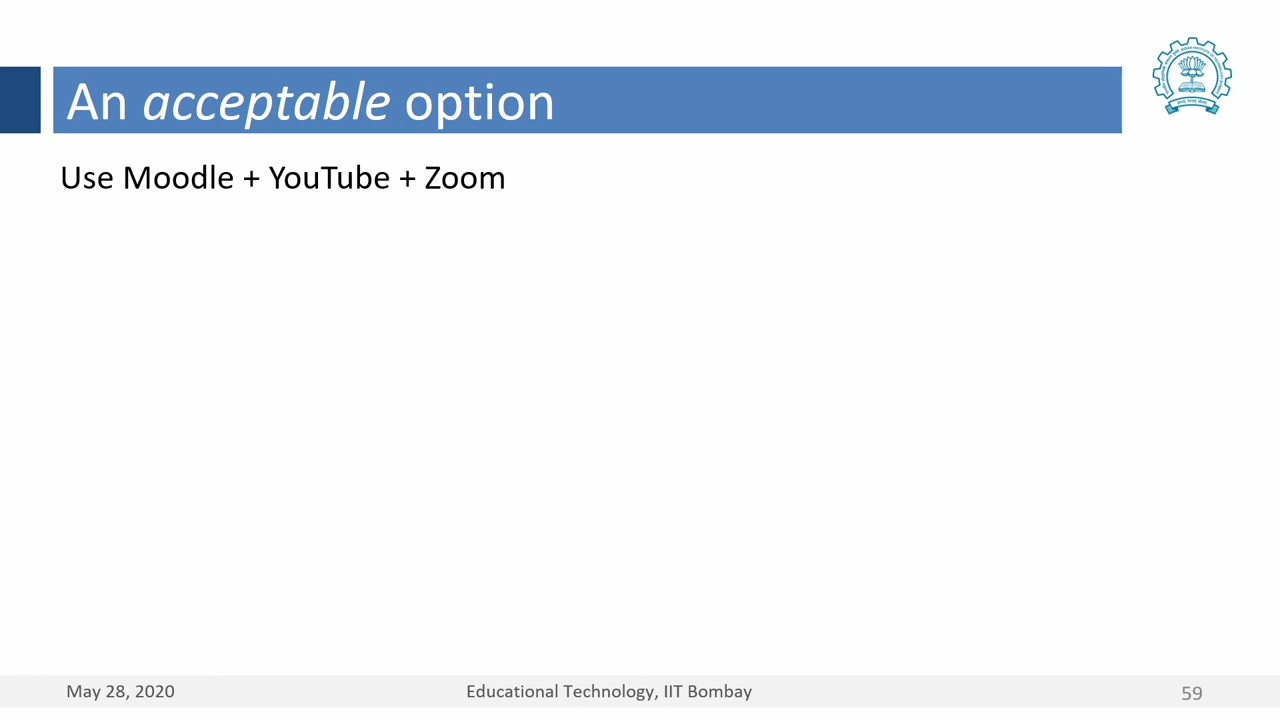 An acceptable option
Use Moodle + YouTube + Zoom
May 28, 2020
Educational Technology, IIT Bombay
59